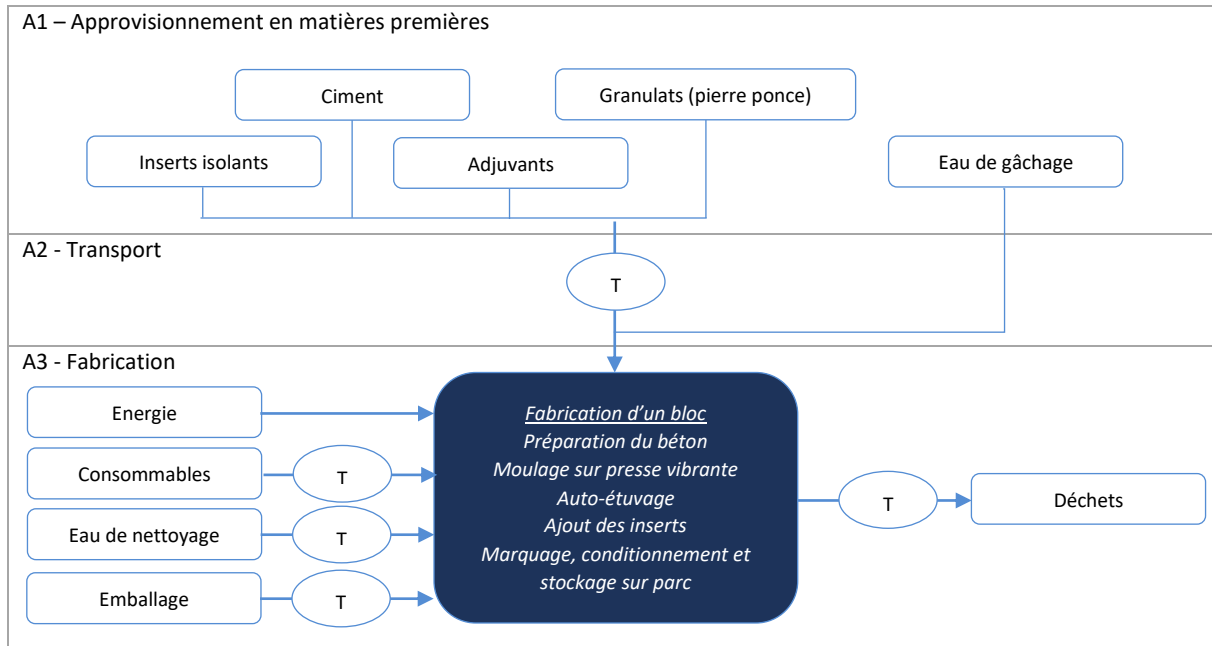 A1 – Approvisionnement en matières premières
Ciment
Granulats (pierre ponce)
Inserts isolants
Adjuvants
Eau de gâchage
A2 - Transport
T
A3 - Fabrication
Energie
Consommables
T
Eau de nettoyage
T
Emballage
T
Fabrication d'un bloc
Préparation du béton
Moulage sur presse vibrante
Auto-étuvage
Ajout des inserts
Marquage, conditionnement et
stockage sur parc
T
Déchets